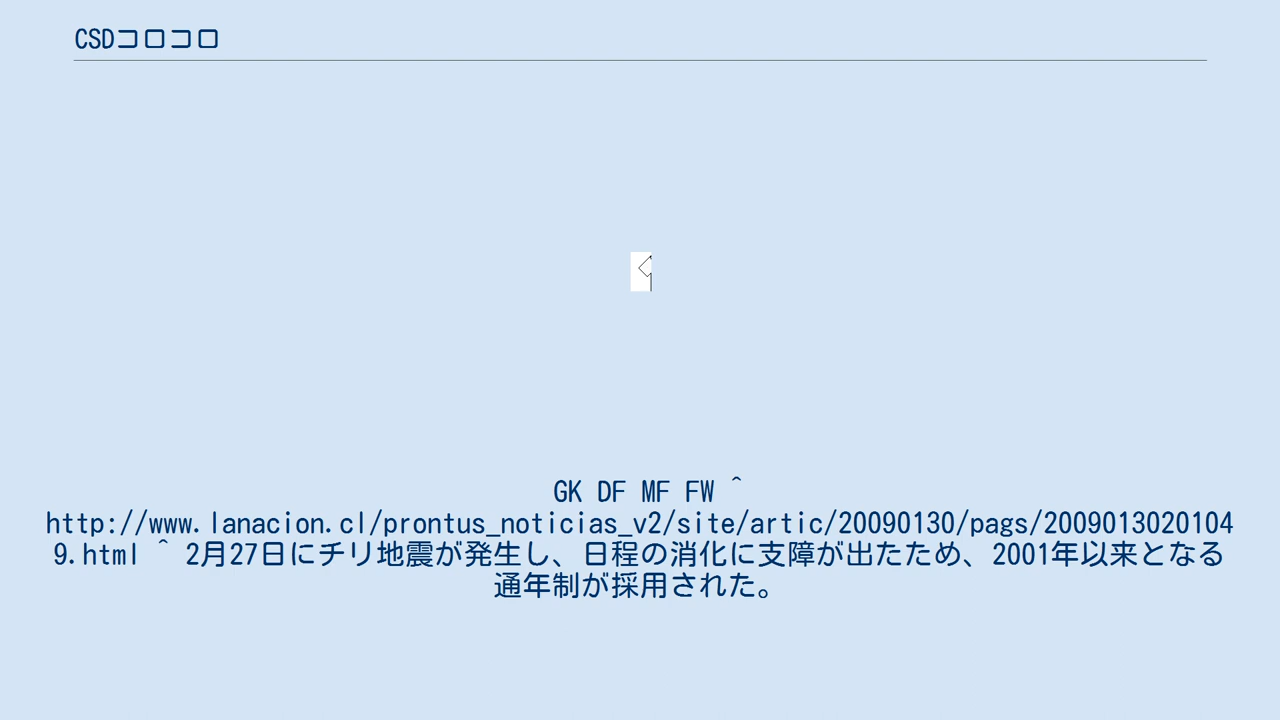 CSDコロコロ
GK DF MF FW ^
http://www.lanacion.cl/prontus_noticias_v2/site/artic/20090130/pags/2009013020104
9.html ^ 2月27日にチリ地震が発生し、日程の消化に支障が出たため、2001年以来となる
通年制が採用された。